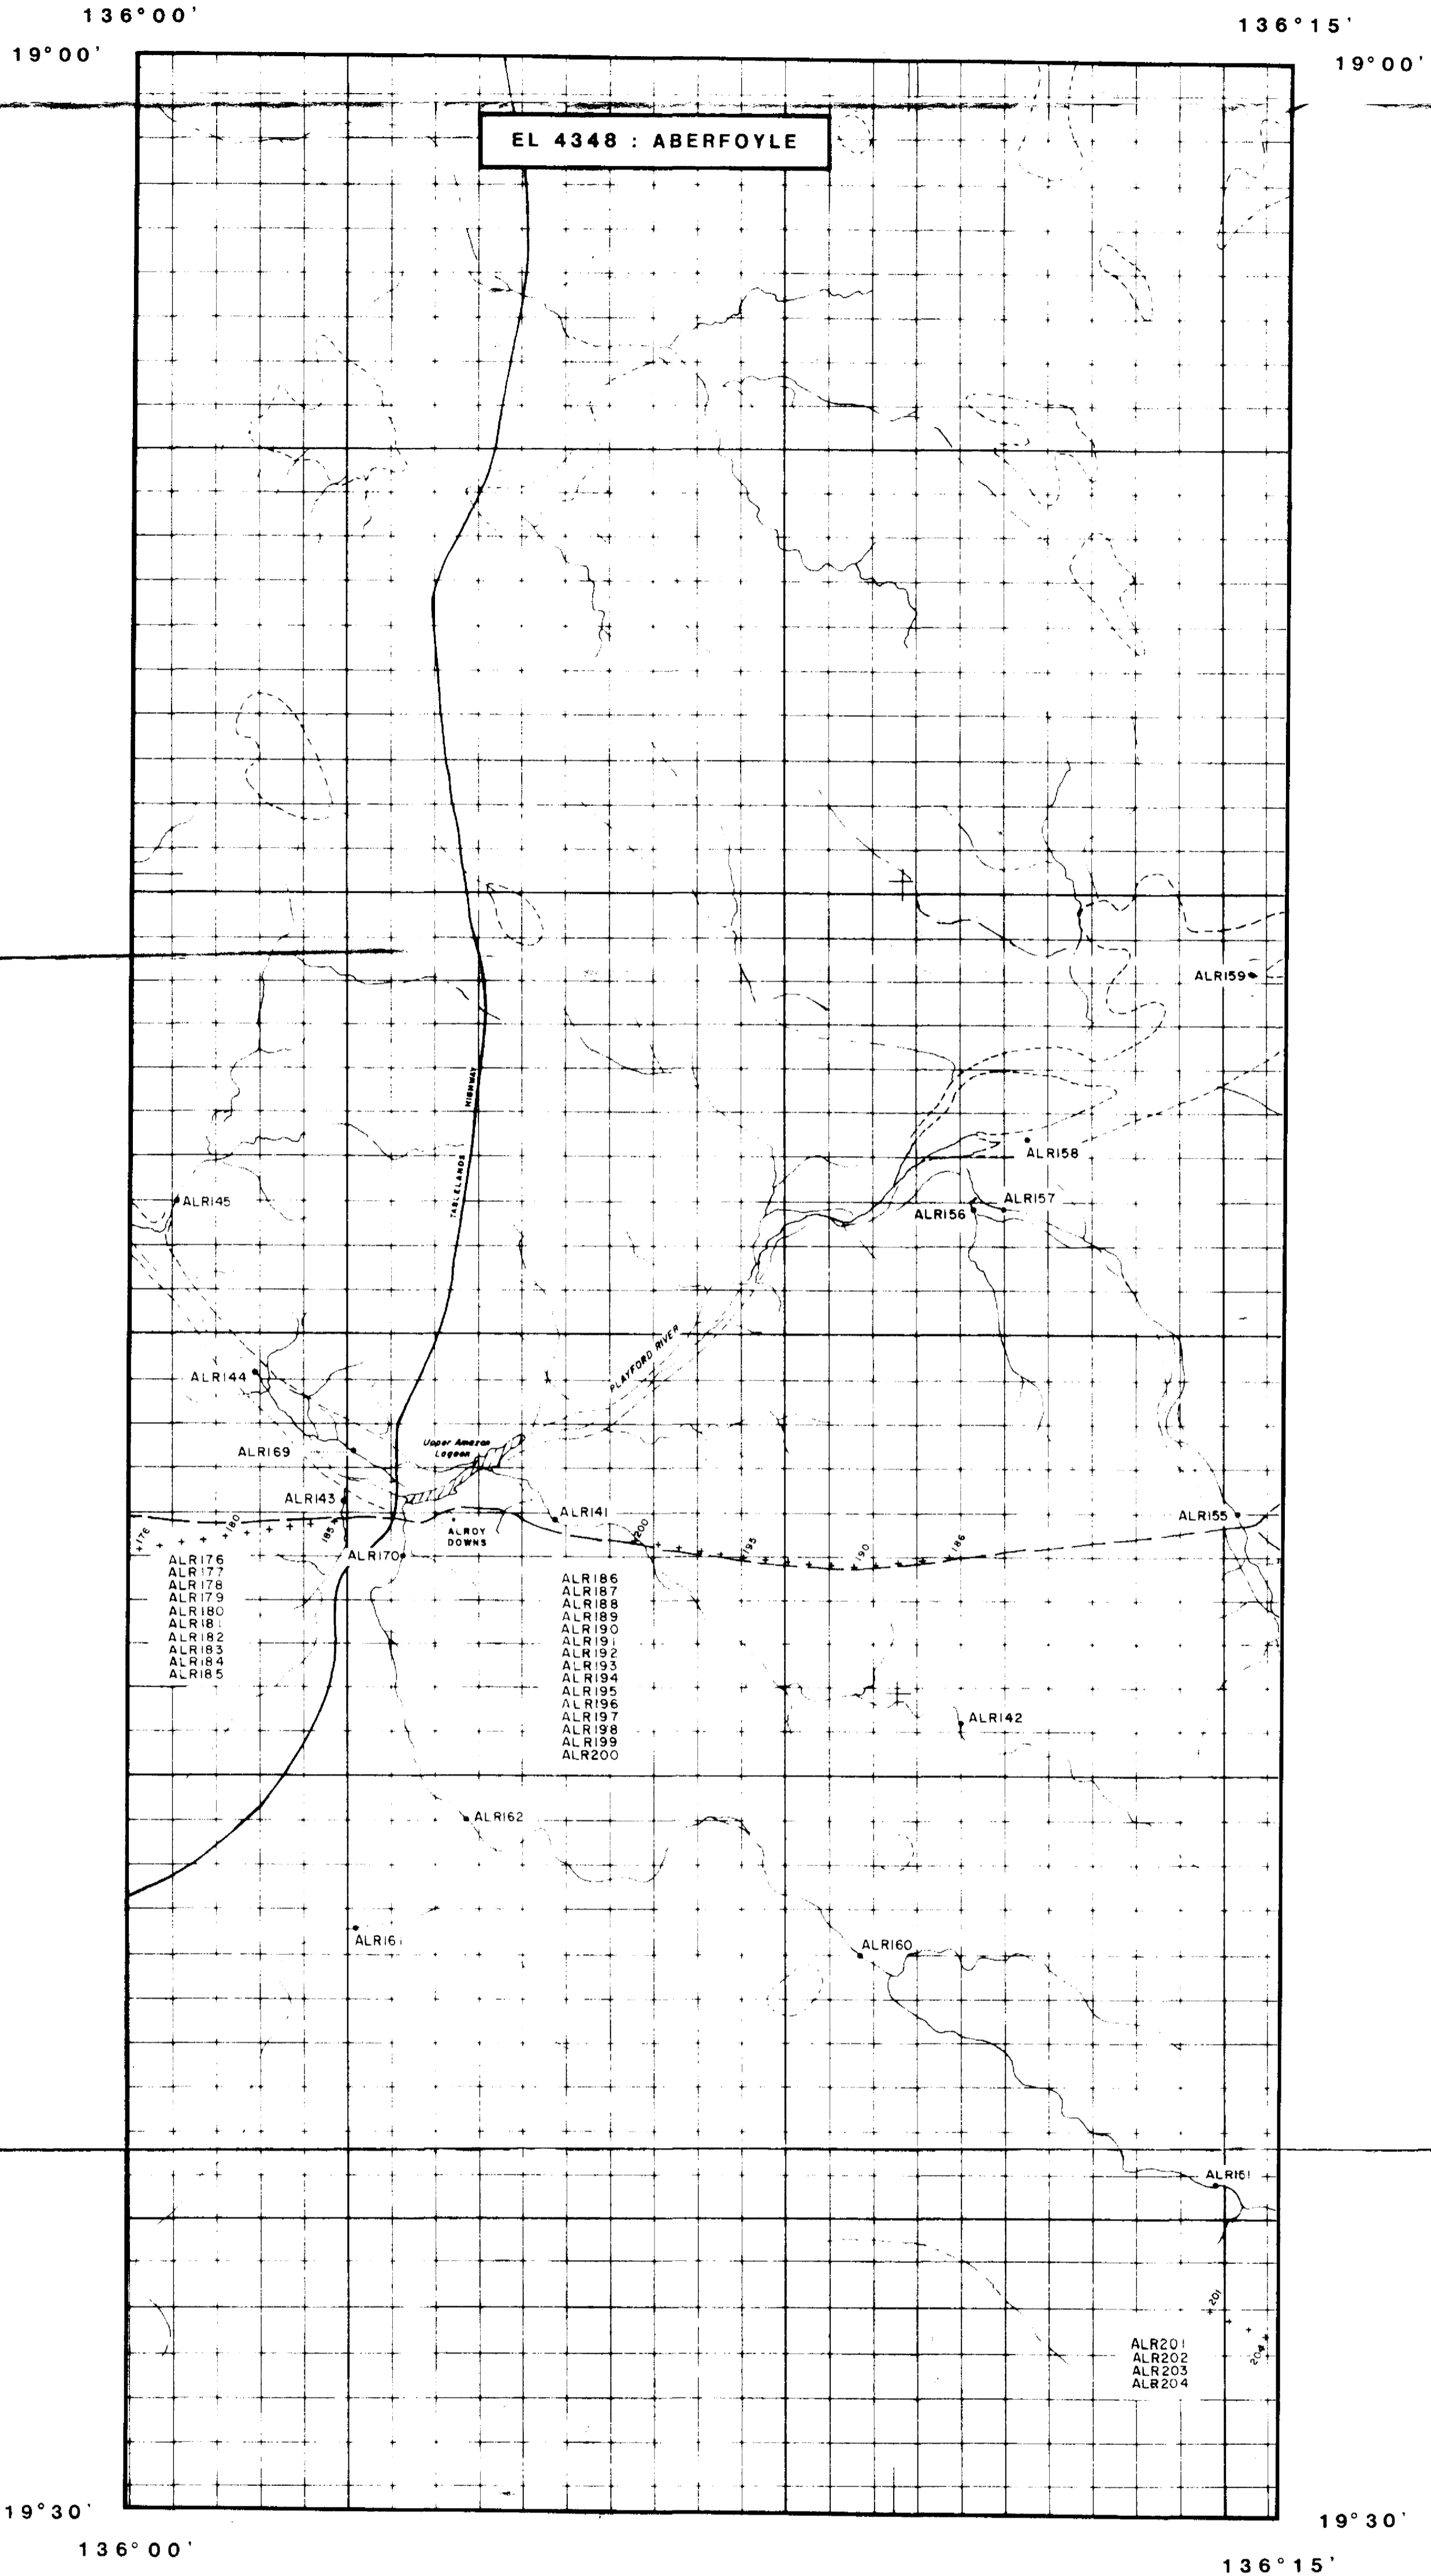 136°00'
136°15'
19°00'
19°00'
EL 4348 : ABERFOYLE
ALR159
HIGHWAY
TABLELANDS
ALR158
ALR145
ALR157
ALR156
PLAYFORD RIVER
ALR144
Upper Amazon
Lagoon
ALR169
ALR143
ALR141
ALR155
ALROY
DOWNS
176
180
185
200
195
190
186
ALR170
ALR176
ALR177
ALR178
ALR179
ALR180
ALR181
ALR182
ALR183
ALR184
ALR185
ALR186
ALR187
ALR188
ALR189
ALR190
ALR191
ALR192
ALR193
ALR194
ALR195
ALR196
ALR197
ALR198
ALR199
ALR200
ALR142
ALR162
ALR161
ALR160
ALR161
201
204
ALR201
ALR202
ALR203
ALR204
19°30'
19°30'
136°00'
136°15'